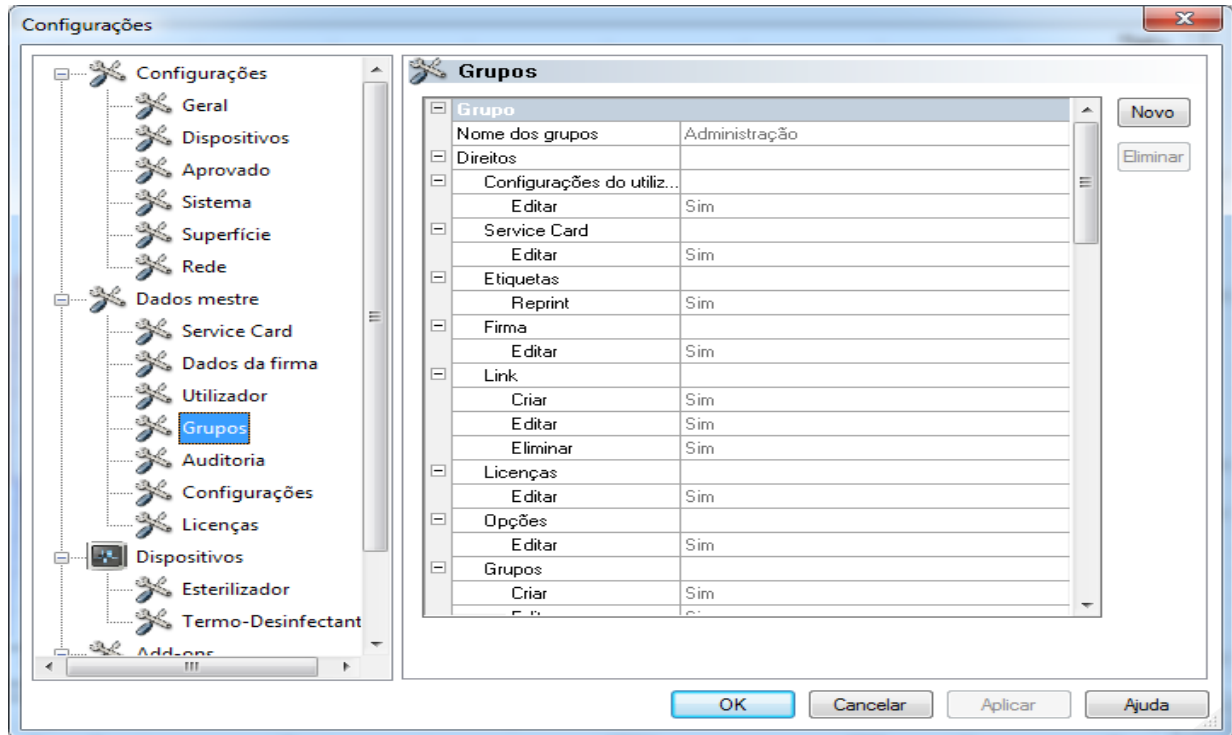 Configurações
Configurações
Geral
Dispositivos
Aprovado
Sistema
Superfície
Rede
Dados mestre
Service Card
Dados da firma
Utilizador
Grupos
Auditoria
Configurações
Licenças
Dispositivos
Esterilizador
Termo-Desinfectant
Add-ons
Grupos
Grupo
Nome dos grupos Administração
Direitos
Configurações do utiliz...
Editar Sim
Service Card
Editar Sim
Etiquetas
Reprint Sim
Firma
Editar Sim
Link
Criar Sim
Editar Sim
Eliminar Sim
Licenças
Editar Sim
Opções
Editar Sim
Grupos
Criar Sim
Novo
Eliminar
OK
Cancelar
Aplicar
Ajuda